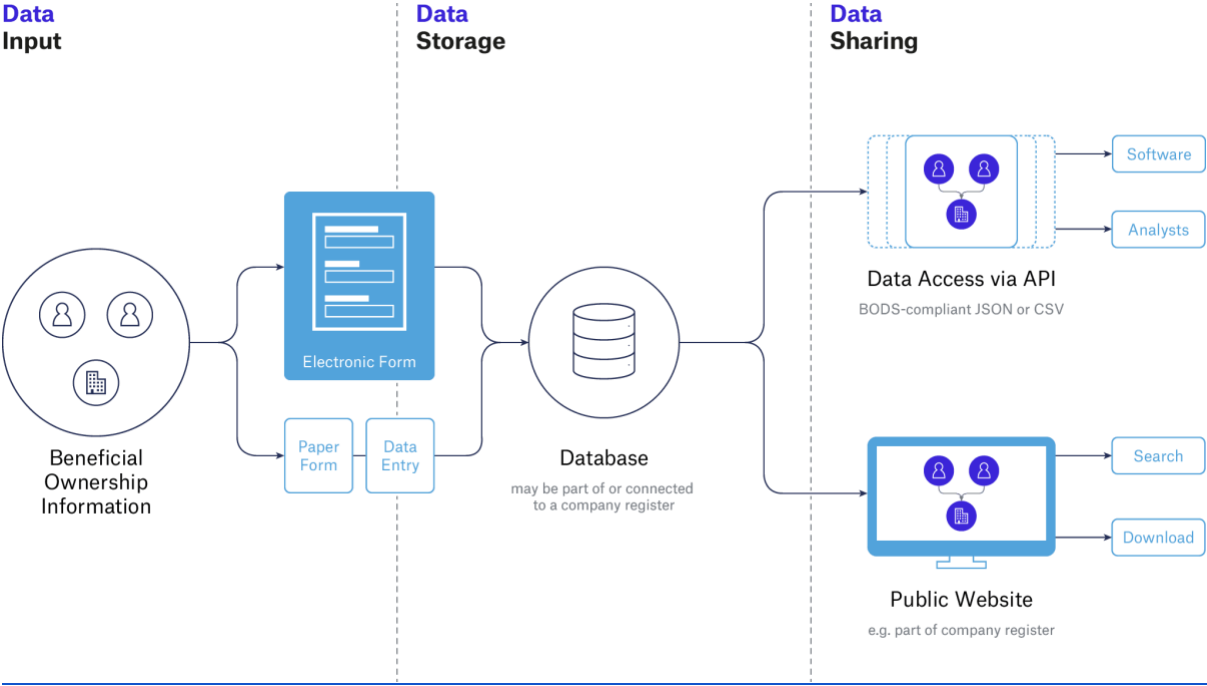 Data
Input
Data
Storage
Data
Sharing
Beneficial
Ownership
Information
Electronic Form
Paper
Form
Data
Entry
Database
may be part of or connected
to a company register
Data Access via API
BODS-compliant JSON or CSV
Software
Analysts
Public Website
e.g. part of company register
Search
Download